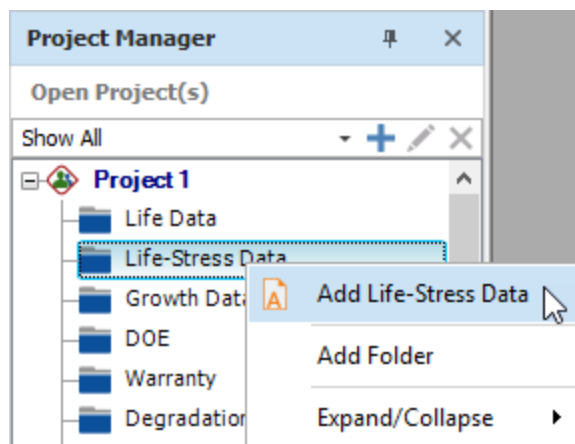 Project Manager
Open Project(s)
Show All
Project 1
Life Data
Life-Stress Data
A Add Life-Stress Data
Growth Data
DOE
Add Folder
Warranty
Degradation
Expand/Collapse